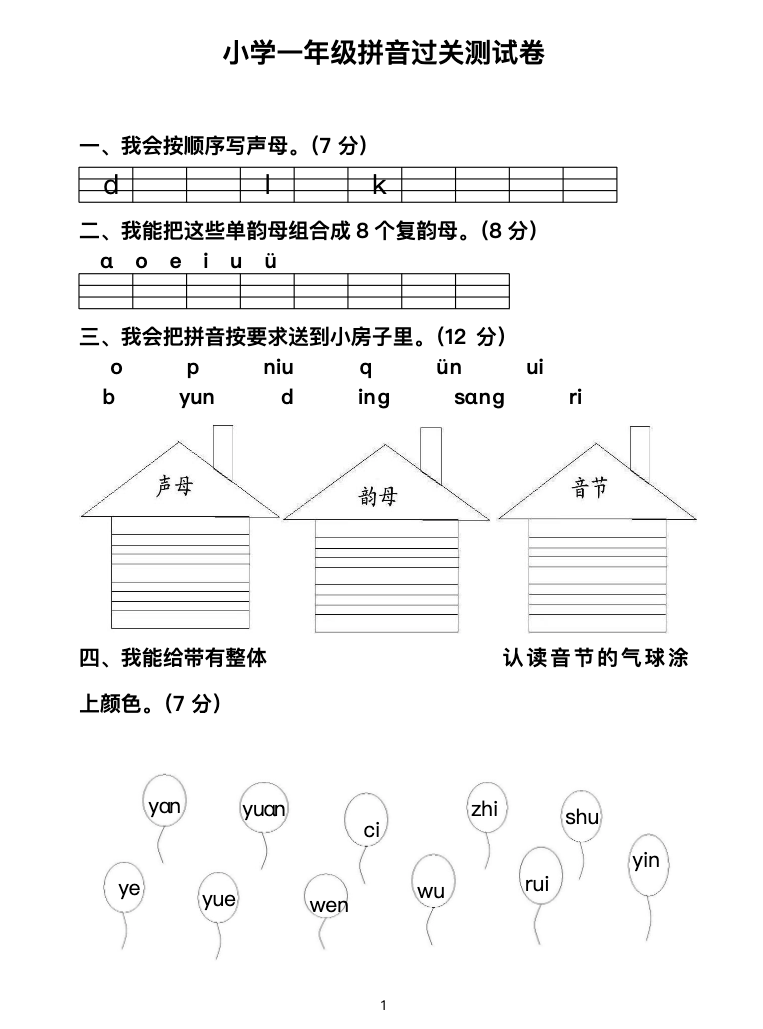 小学一年级拼音过关测试卷
一、我会按顺序写声母。（7 分）
d l k
二、我能把这些单韵母组合成 8 个复韵母。（8 分）
ɑ o e i u ü
三、我会把拼音按要求送到小房子里。（12 分）
o p niu q ün ui
b yun d ing sɑng ri
声母 韵母 音节
四、我能给带有整体 认读音节的气球涂
上颜色。（7 分）
yɑn yuɑn ci zhi shu yin
ye yue wen wu rui
1